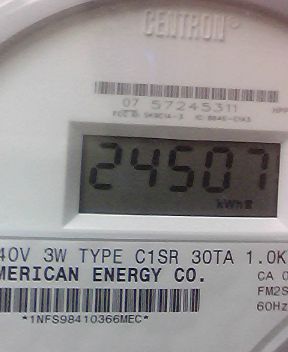 CENTRON®
07 57245311
24507
kWh
40V 3W TYPE C1SR 30TA 1.0K
MERICAN ENERGY CO.
CA 0
FM2S
60Hz
*1NFS98410366MEC*